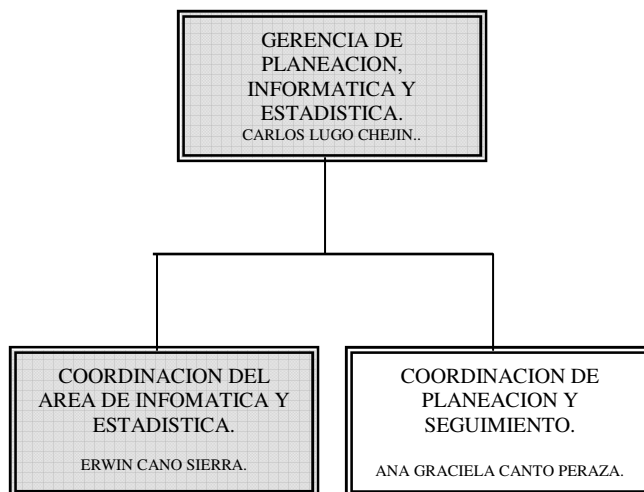 GERENCIA DE
PLANEACION,
INFORMATICA Y
ESTADISTICA.
CARLOS LUGO CHEJIN..
COORDINACION DEL
AREA DE INFOMATICA Y
ESTADISTICA.
ERWIN CANO SIERRA.
COORDINACION DE
PLANEACION Y
SEGUIMIENTO.
ANA GRACIELA CANTO PERAZA.